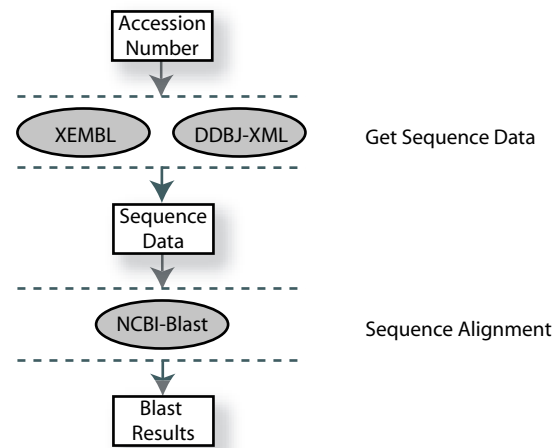 Accession
Number
XEMBL
DDBJ-XML
Get Sequence Data
Sequence
Data
NCBI-Blast
Sequence Alignment
Blast
Results